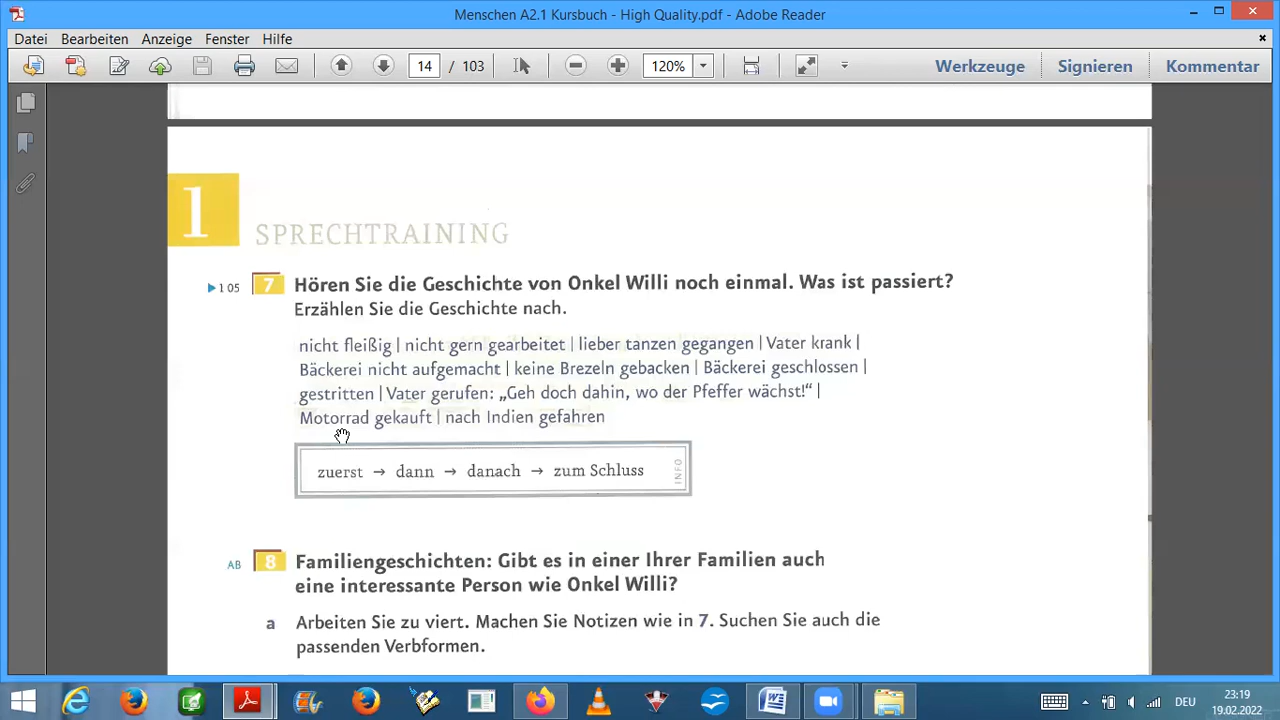 Menschen A2.1 Kursbuch - High Quality.pdf - Adobe Reader
Datei Bearbeiten Anzeige Fenster Hilfe
14 / 103 120% Werkzeuge Signieren Kommentar
1
SPRECHTRAINING
1 05 7 Hören Sie die Geschichte von Onkel Willi noch einmal. Was ist passiert?
Erzählen Sie die Geschichte nach.
nicht fleißig | nicht gern gearbeitet | lieber tanzen gegangen | Vater krank |
Bäckerei nicht aufgemacht | keine Brezeln gebacken | Bäckerei geschlossen |
gestritten | Vater gerufen: „Geh doch dahin, wo der Pfeffer wächst!“ |
Motorrad gekauft | nach Indien gefahren
zuerst → dann → danach → zum Schluss INFO
AB 8 Familiengeschichten: Gibt es in einer Ihrer Familien auch
eine interessante Person wie Onkel Willi?
a Arbeiten Sie zu viert. Machen Sie Notizen wie in 7. Suchen Sie auch die
passenden Verbformen.
DEU 23:19
19.02.2022